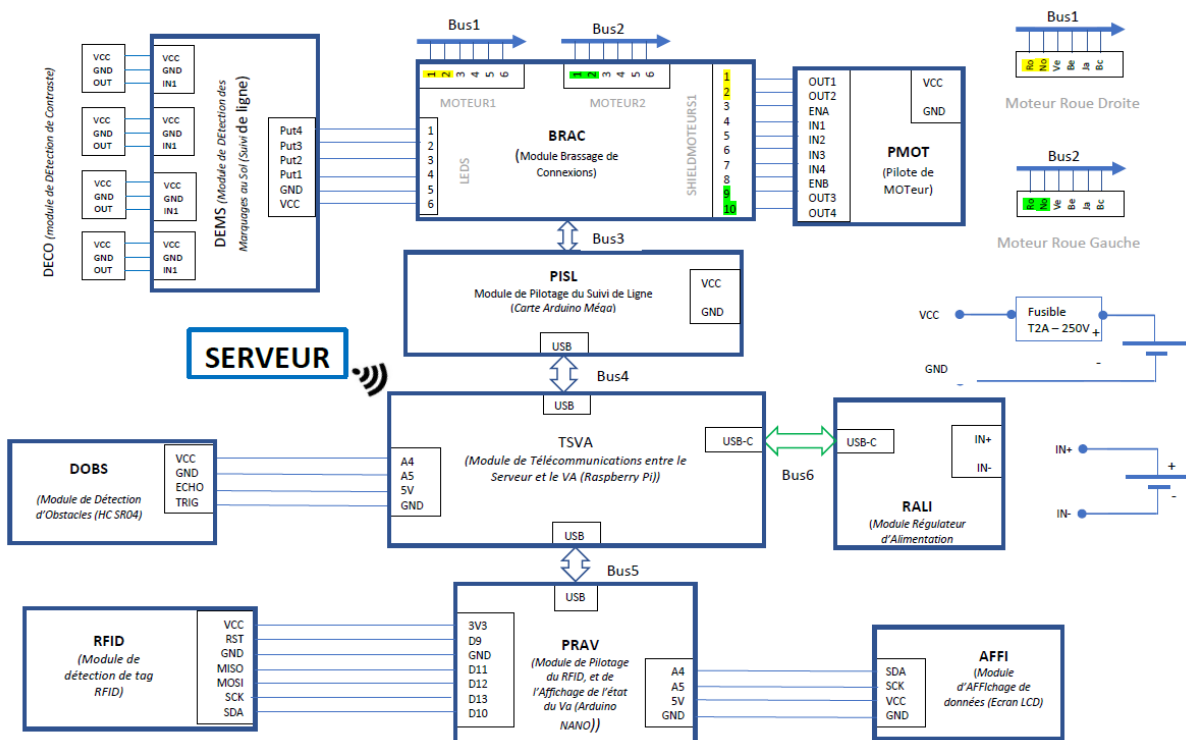 Bus1
Bus2
1 2 3 4 5 6
MOTEUR1
1 2 3 4 5 6
MOTEUR2
BRAC
(Module Brassage de
Connexions)
LEDS
1
2
3
4
5
6
SHIELDMOTEURS1
1
2
3
4
5
6
7
8
9
10
DECO (module de DEtection de Contraste)
VCC
GND
OUT
VCC
GND
OUT
VCC
GND
OUT
VCC
GND
OUT
VCC
GND
IN1
VCC
GND
IN1
VCC
GND
IN1
VCC
GND
IN1
DEMS (Module de DEtection des
Marquages au Sol (Suivi de ligne)
Put4
Put3
Put2
Put1
GND
VCC
OUT1
OUT2
ENA
IN1
IN2
IN3
IN4
ENB
OUT3
OUT4
VCC
GND
PMOT
(Pilote de
MOTeur)
Bus1
Ro No Ve Be Ja Bc
Moteur Roue Droite
Bus2
Ro No Ve Be Ja Bc
Moteur Roue Gauche
Bus3
PISL
Module de Pilotage du Suivi de Ligne
(Carte Arduino Méga)
VCC
GND
USB
VCC
Fusible
T2A – 250V
+
-
GND
SERVEUR
Bus4
USB
TSVA
(Module de Télécommunications entre le
Serveur et le VA (Raspberry Pi))
A4
A5
5V
GND
USB-C
USB
Bus6
USB-C
IN+
IN-
RALI
(Module Régulateur
d'Alimentation
IN+
+
-
IN-
DOBS
(Module de Détection
d'Obstacles (HC SR04)
VCC
GND
ECHO
TRIG
Bus5
USB
PRAV
(Module de Pilotage
du RFID, et de
l'Affichage de l'état
du Va (Arduino
NANO))
3V3
D9
GND
D11
D12
D13
D10
A4
A5
5V
GND
RFID
(Module de
détection de tag
RFID)
VCC
RST
GND
MISO
MOSI
SCK
SDA
SDA
SCK
VCC
GND
AFFI
(Module
d'AFFIchage de
données (Ecran LCD)